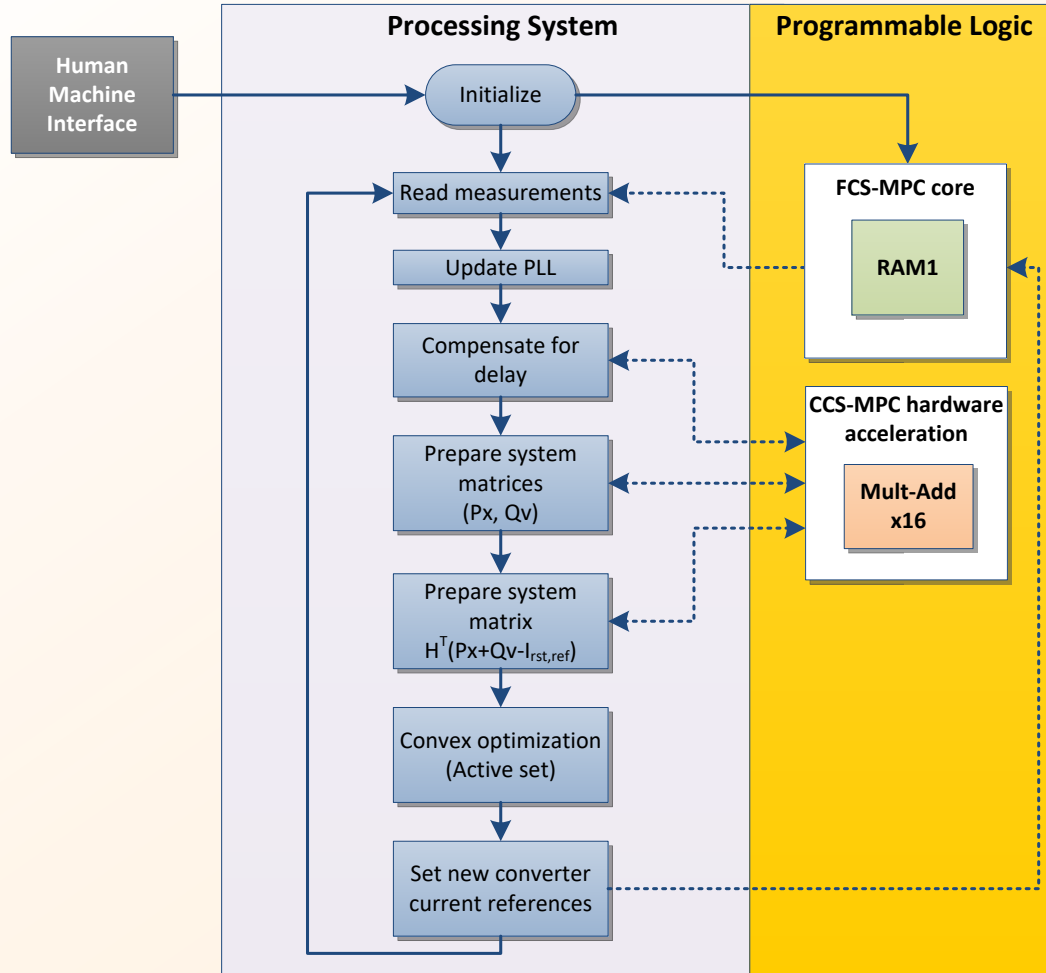 Processing System
Programmable Logic
Human
Machine
Interface
Initialize
Read measurements
FCS-MPC core
RAM1
Update PLL
Compensate for
delay
CCS-MPC hardware
acceleration
Mult-Add
x16
Prepare system
matrices
(Px, Qv)
Prepare system
matrix
H^T(Px+Qv-I_rst,ref)
Convex optimization
(Active set)
Set new converter
current references